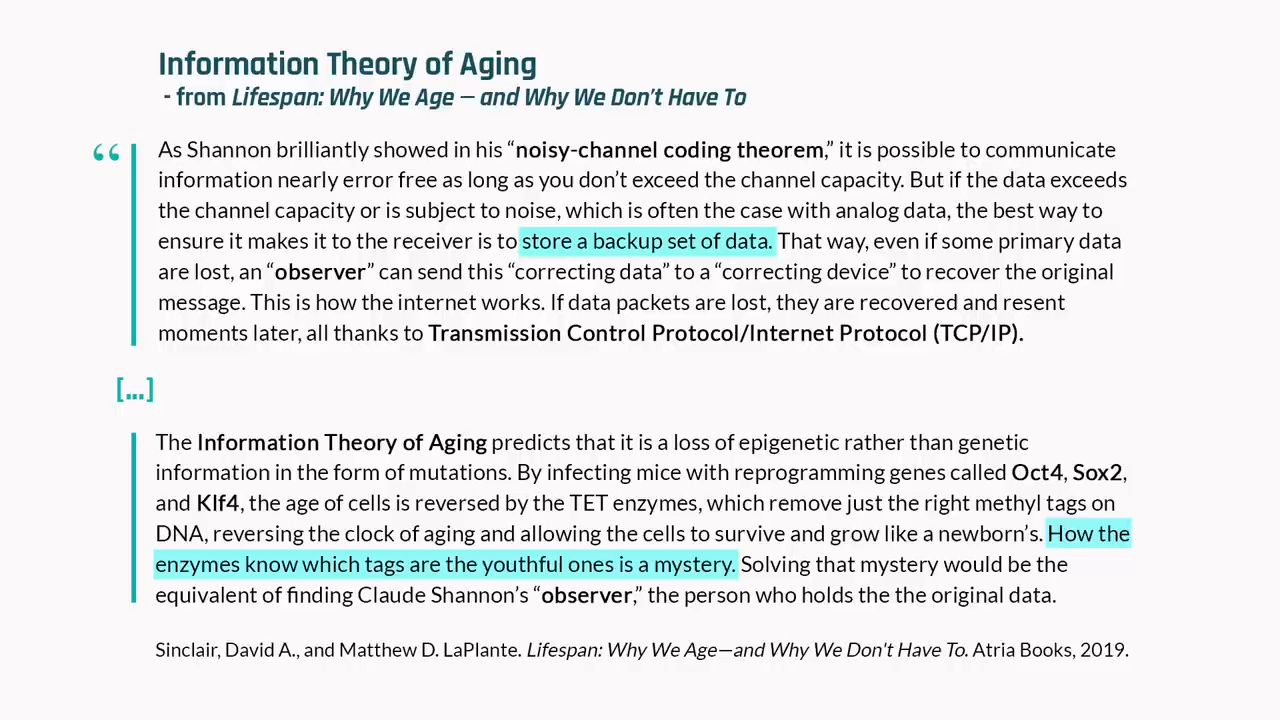 Information Theory of Aging
- from Lifespan: Why We Age – and Why We Don't Have To
“
As Shannon brilliantly showed in his “noisy-channel coding theorem,” it is possible to communicate
information nearly error free as long as you don’t exceed the channel capacity. But if the data exceeds
the channel capacity or is subject to noise, which is often the case with analog data, the best way to
ensure it makes it to the receiver is to store a backup set of data. That way, even if some primary data
are lost, an “observer” can send this “correcting data” to a “correcting device” to recover the original
message. This is how the internet works. If data packets are lost, they are recovered and resent
moments later, all thanks to Transmission Control Protocol/Internet Protocol (TCP/IP).
[...]
The Information Theory of Aging predicts that it is a loss of epigenetic rather than genetic
information in the form of mutations. By infecting mice with reprogramming genes called Oct4, Sox2,
and Klf4, the age of cells is reversed by the TET enzymes, which remove just the right methyl tags on
DNA, reversing the clock of aging and allowing the cells to survive and grow like a newborn’s. How the
enzymes know which tags are the youthful ones is a mystery. Solving that mystery would be the
equivalent of finding Claude Shannon’s “observer,” the person who holds the the original data.
Sinclair, David A., and Matthew D. LaPlante. Lifespan: Why We Age—and Why We Don't Have To. Atria Books, 2019.